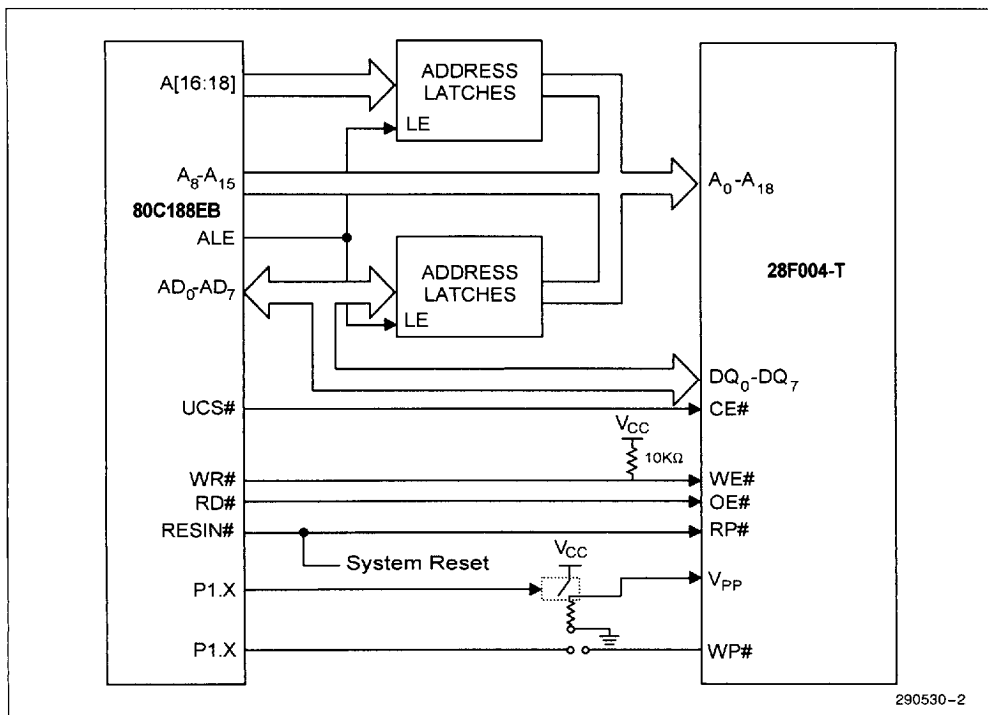 A[16:18]
ADDRESS
LATCHES
LE
A8-A15
80C188EB
ALE
AD0-AD7
ADDRESS
LATCHES
LE
A0-A18
28F004-T
DQ0-DQ7
UCS#
CE#
VCC
10KΩ
WR#
WE#
RD#
OE#
RESIN#
RP#
System Reset
VCC
P1.X
VPP
P1.X
WP#
290530-2